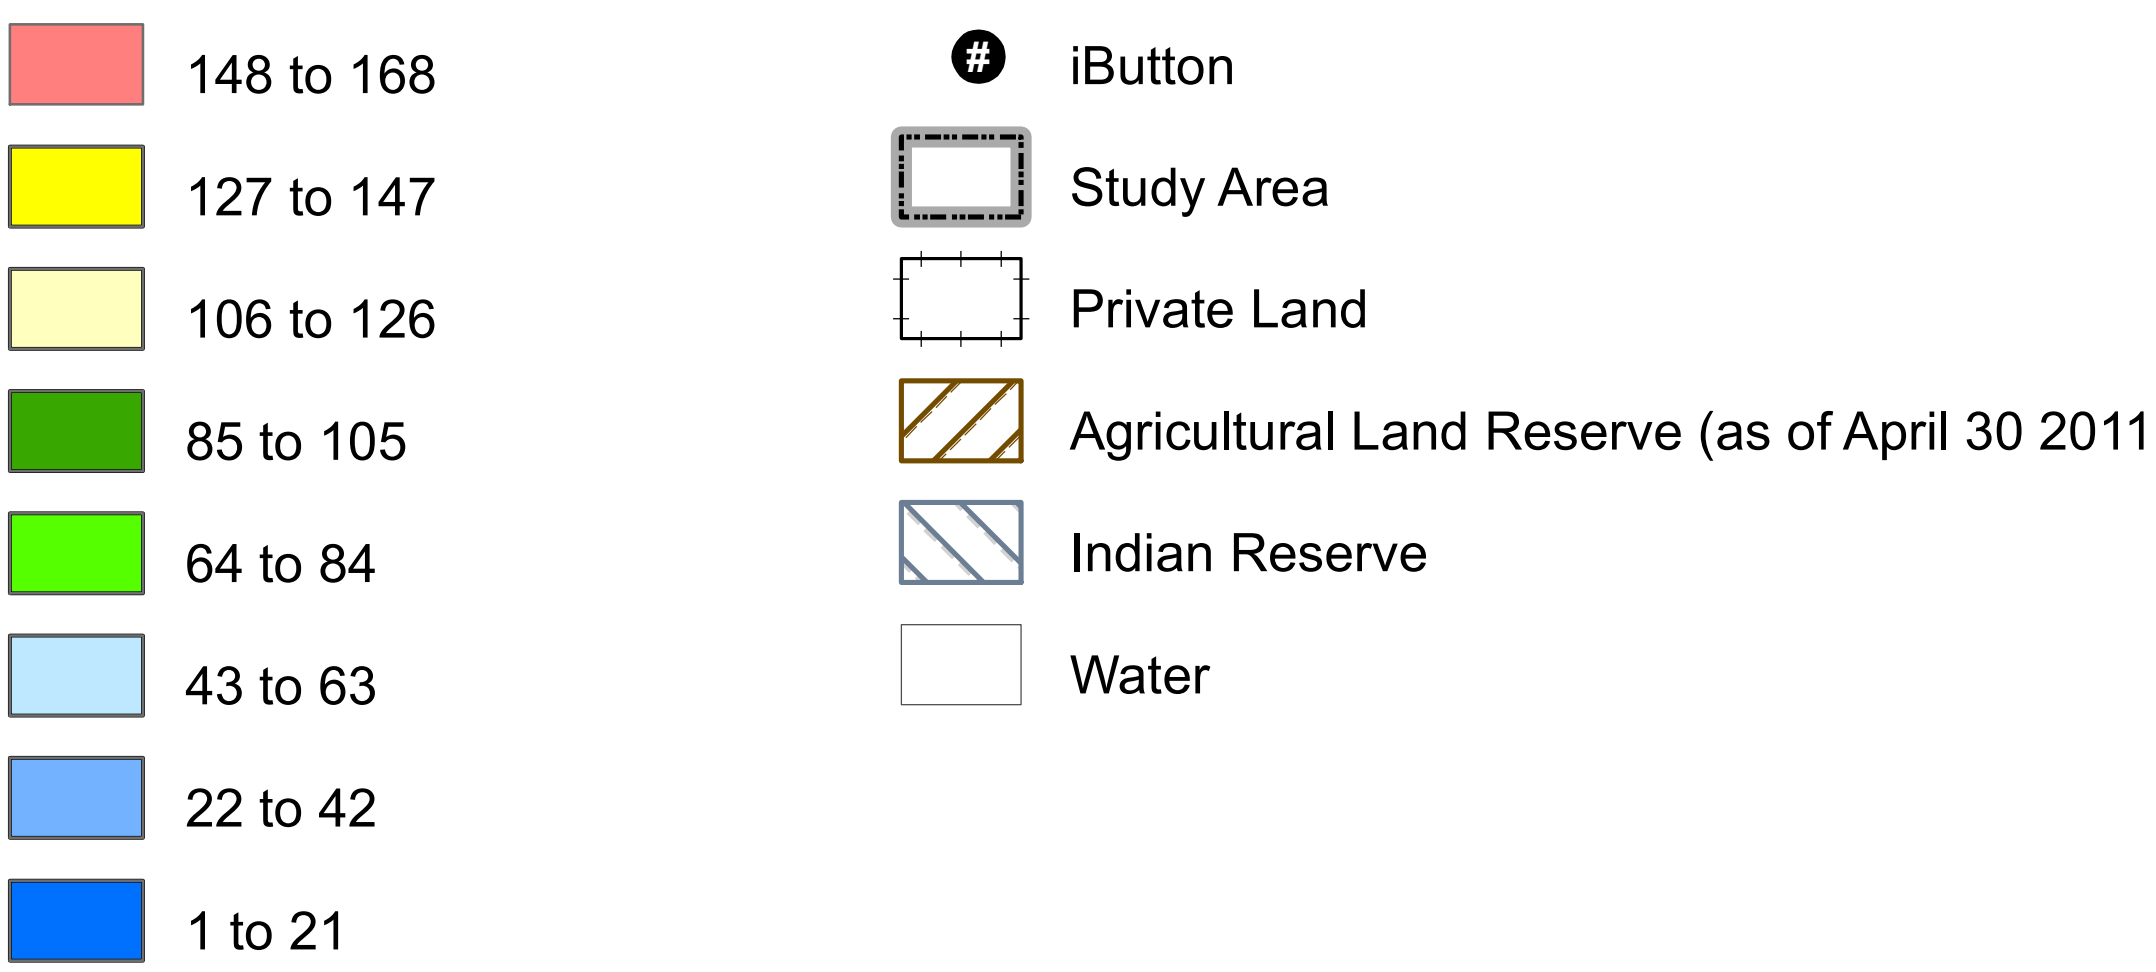 148 to 168
127 to 147
106 to 126
85 to 105
64 to 84
43 to 63
22 to 42
1 to 21
# iButton
Study Area
Private Land
Agricultural Land Reserve (as of April 30 2011
Indian Reserve
Water